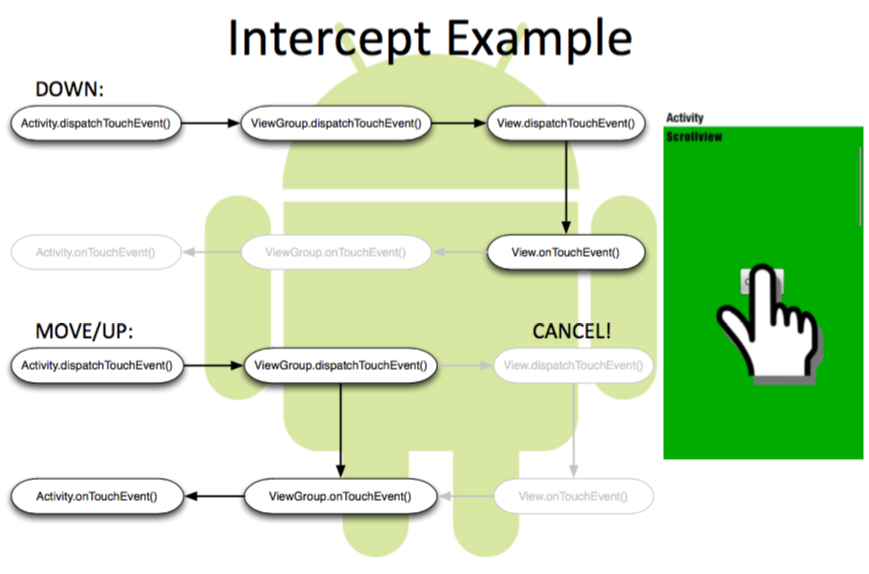 Intercept Example
DOWN:
Activity.dispatchTouchEvent()
ViewGroup.dispatchTouchEvent()
View.dispatchTouchEvent()
Activity.onTouchEvent()
ViewGroup.onTouchEvent()
View.onTouchEvent()
MOVE/UP:
CANCEL!
Activity.dispatchTouchEvent()
ViewGroup.dispatchTouchEvent()
View.dispatchTouchEvent()
Activity.onTouchEvent()
ViewGroup.onTouchEvent()
View.onTouchEvent()
Activity
Scrollview